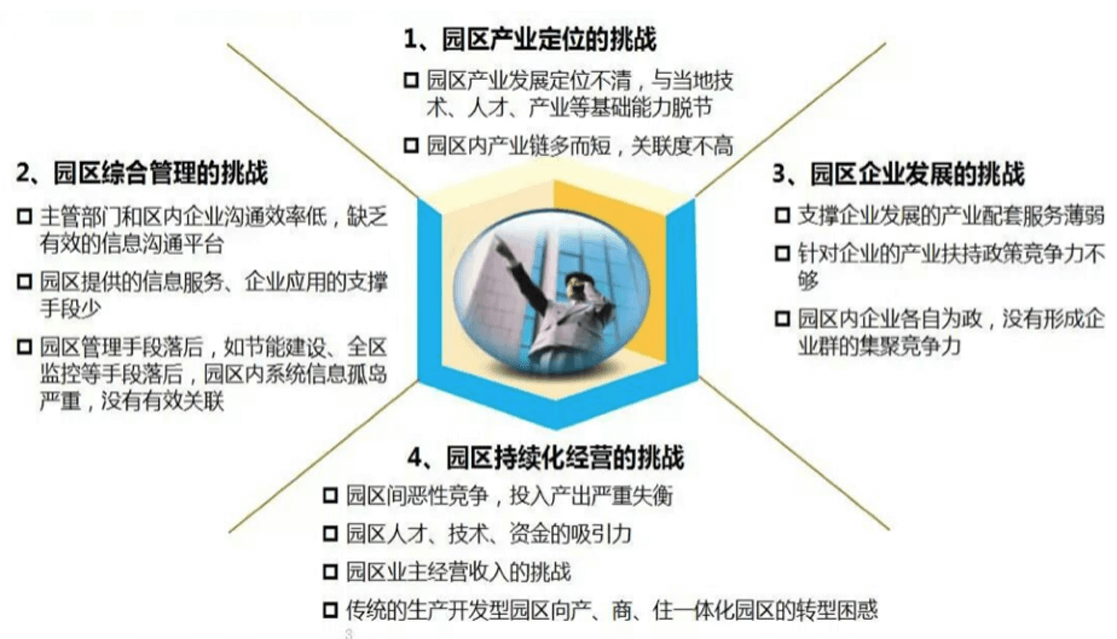 1、园区产业定位的挑战
园区产业发展定位不清，与当地技
术、人才、产业等基础能力脱节
园区内产业链多而短，关联度不高
2、园区综合管理的挑战
主管部门和区内企业沟通效率低，缺乏
有效的信息沟通平台
园区提供的信息服务、企业应用的支撑
手段少
园区管理手段落后，如节能建设、全区
监控等手段落后，园区内系统信息孤岛
严重，没有有效关联
3、园区企业发展的挑战
支撑企业发展的产业配套服务薄弱
针对企业的产业扶持政策竞争力不
够
园区内企业各自为政，没有形成企
业群的集聚竞争力
4、园区持续化经营的挑战
园区间恶性竞争，投入产出严重失衡
园区人才、技术、资金的吸引力
园区业主经营收入的挑战
传统的生产开发型园区向产、商、住一体化园区的转型困惑
3